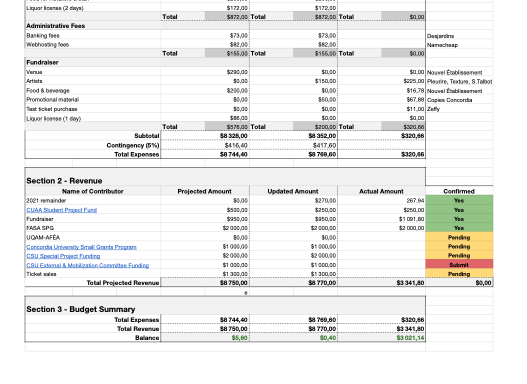 Liquor license (2 days) $172,00 $172,00
Total $872,00 Total $872,00 Total $0,00
Administrative Fees
Banking fees $73,00 $73,00 Desjardins
Webhosting fees $82,00 $82,00 Namecheap
Total $155,00 Total $155,00 Total $0,00
Fundraiser
Venue $290,00 $0,00 $0,00 Nouvel Établissement
Artists $0,00 $150,00 $225,00 Pleurire, Texture, S.Talbot
Food & beverage $200,00 $0,00 $16,78 Nouvel Établissement
Promotional material $0,00 $50,00 $67,88 Copies Concordia
Test ticket purchase $0,00 $0,00 $11,00 Zeffy
Liquor license (1 day) $86,00 $0,00 $0,00
Total $576,00 Total $200,00 Total $320,66
Subtotal $8 328,00 $8 352,00 $320,66
Contingency (5%) $416,40 $417,60
Total Expenses $8 744,40 $8 769,60 $320,66
Section 2 - Revenue
Name of Contributor Projected Amount Updated Amount Actual Amount Confirmed
2021 remainder $0,00 $270,00 267.94 Yes
CUAA Student Project Fund $500,00 $250,00 $250,00 Yes
Fundraiser $950,00 $950,00 $1 091,80 Yes
FASA SPG $2 000,00 $2 000,00 $2 000,00 Yes
UQAM-AFÉA $0,00 $0,00 Pending
Concordia University Small Grants Program $1 000,00 $1 000,00 Pending
CSU Special Project Funding $2 000,00 $2 000,00 Pending
CSU External & Mobilization Committee Funding $1 000,00 $1 000,00 Submit
Ticket sales $1 300,00 $1 300,00 Pending
Total Projected Revenue $8 750,00 $8 770,00 $3 341,80 $0,00
Section 3 - Budget Summary
Total Expenses $8 744,40 $8 769,60 $320,66
Total Revenue $8 750,00 $8 770,00 $3 341,80
Balance $5,60 $0,40 $3 021,14